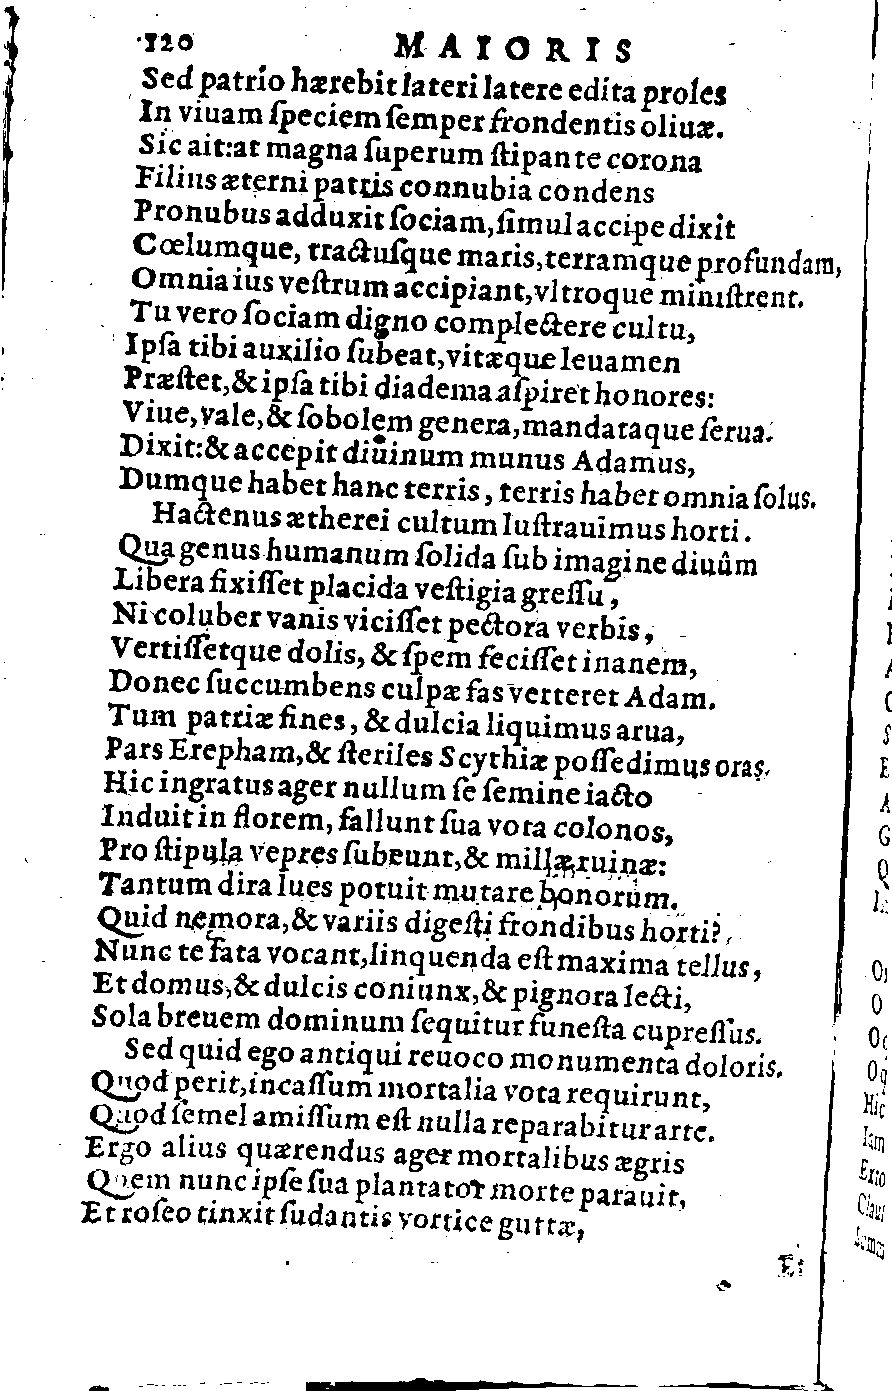 120 MAIORIS
Sed patrio hærebit lateri latere edita proles
In viuam ſpeciem ſemper frondentis oliuæ.
Sic ait:at magna ſuperum ſtipante corona
Filius æterni patris connubia condens
Pronubus adduxit ſociam,ſimul accipe dixit
Cœlumque, tractuſque maris,terramque profundam,
Omnia ius veſtrum accipiant,vltroque miniſtrent.
Tu vero ſociam digno complectere cultu,
Ipſa tibi auxilio ſubeat,vitæque leuamen
Præſtet,& ipſa tibi diadema aſpiret honores:
Viue,vale,& ſobolem genera,mandataque ſerua.
Dixit:& accepit diuinum munus Adamus,
Dumque habet hanc terris, terris habet omnia ſolus.
Hactenus ætherei cultum luſtrauimus horti.
Qua genus humanum ſolida ſub imagine diuûm
Libera fixiſſet placida veſtigia greſſu,
Ni coluber vanis viciſſet pectora verbis,
Vertiſſetque dolis, & ſpem feciſſet inanem,
Donec ſuccumbens culpæ fas verteret Adam.
Tum patriæ fines, & dulcia liquimus arua,
Pars Erepham,& ſteriles Scythiæ poſſedimus oras.
Hic ingratus ager nullum ſe ſemine iacto
Induit in florem, fallunt ſua vota colonos,
Pro ſtipula vepres ſubeunt,& millæ ruinæ:
Tantum dira lues potuit mutare honorum.
Quid nemora,& variis digeſti frondibus horti?
Nunc te fata vocant,linquenda eſt maxima tellus,
Et domus,& dulcis coniunx,& pignora lecti,
Sola breuem dominum ſequitur funeſta cupreſſus.
Sed quid ego antiqui reuoco monumenta doloris.
Quod perit,incaſſum mortalia vota requirunt,
Quod ſemel amiſſum eſt nulla reparabitur arte.
Ergo alius quærendus ager mortalibus ægris
Quem nunc ipſe ſua plantator morte parauit,
Et roſeo tinxit ſudantis vortice guttæ,
Et
Hic
Iam